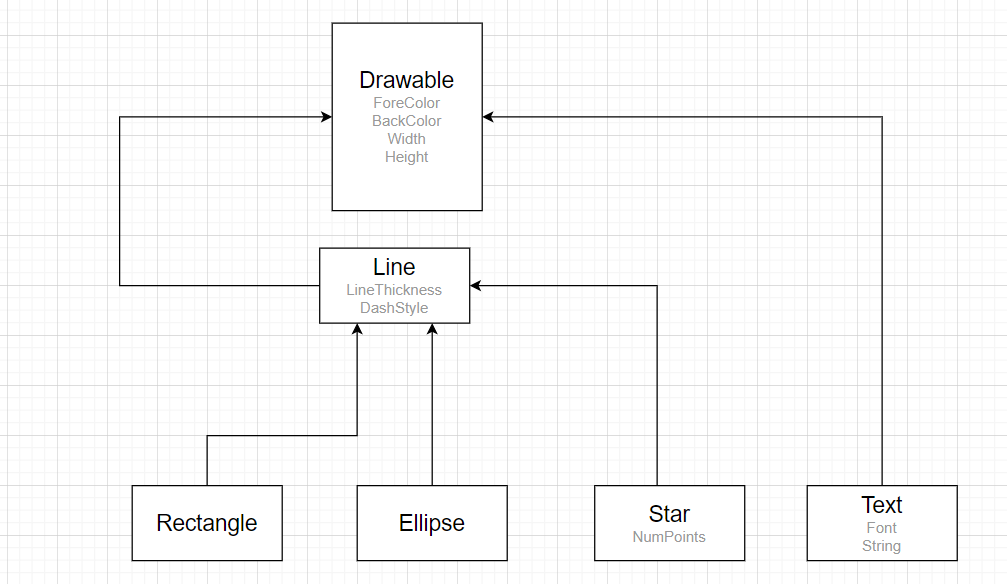 Drawable
ForeColor
BackColor
Width
Height
Line
LineThickness
DashStyle
Rectangle
Ellipse
Star
NumPoints
Text
Font
String